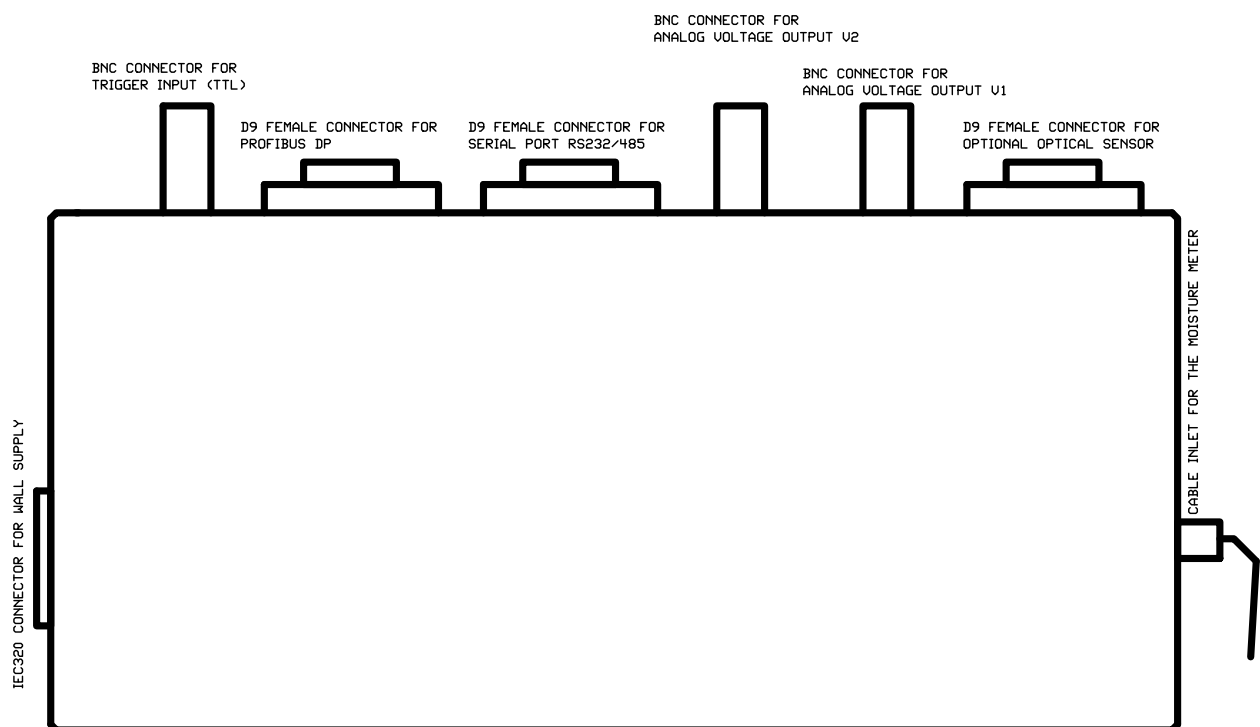 BNC CONNECTOR FOR
ANALOG VOLTAGE OUTPUT V2
BNC CONNECTOR FOR
TRIGGER INPUT (TTL)
BNC CONNECTOR FOR
ANALOG VOLTAGE OUTPUT V1
D9 FEMALE CONNECTOR FOR
PROFIBUS DP
D9 FEMALE CONNECTOR FOR
SERIAL PORT RS232/485
D9 FEMALE CONNECTOR FOR
OPTIONAL OPTICAL SENSOR
CABLE INLET FOR THE MOISTURE METER
IEC320 CONNECTOR FOR WALL SUPPLY